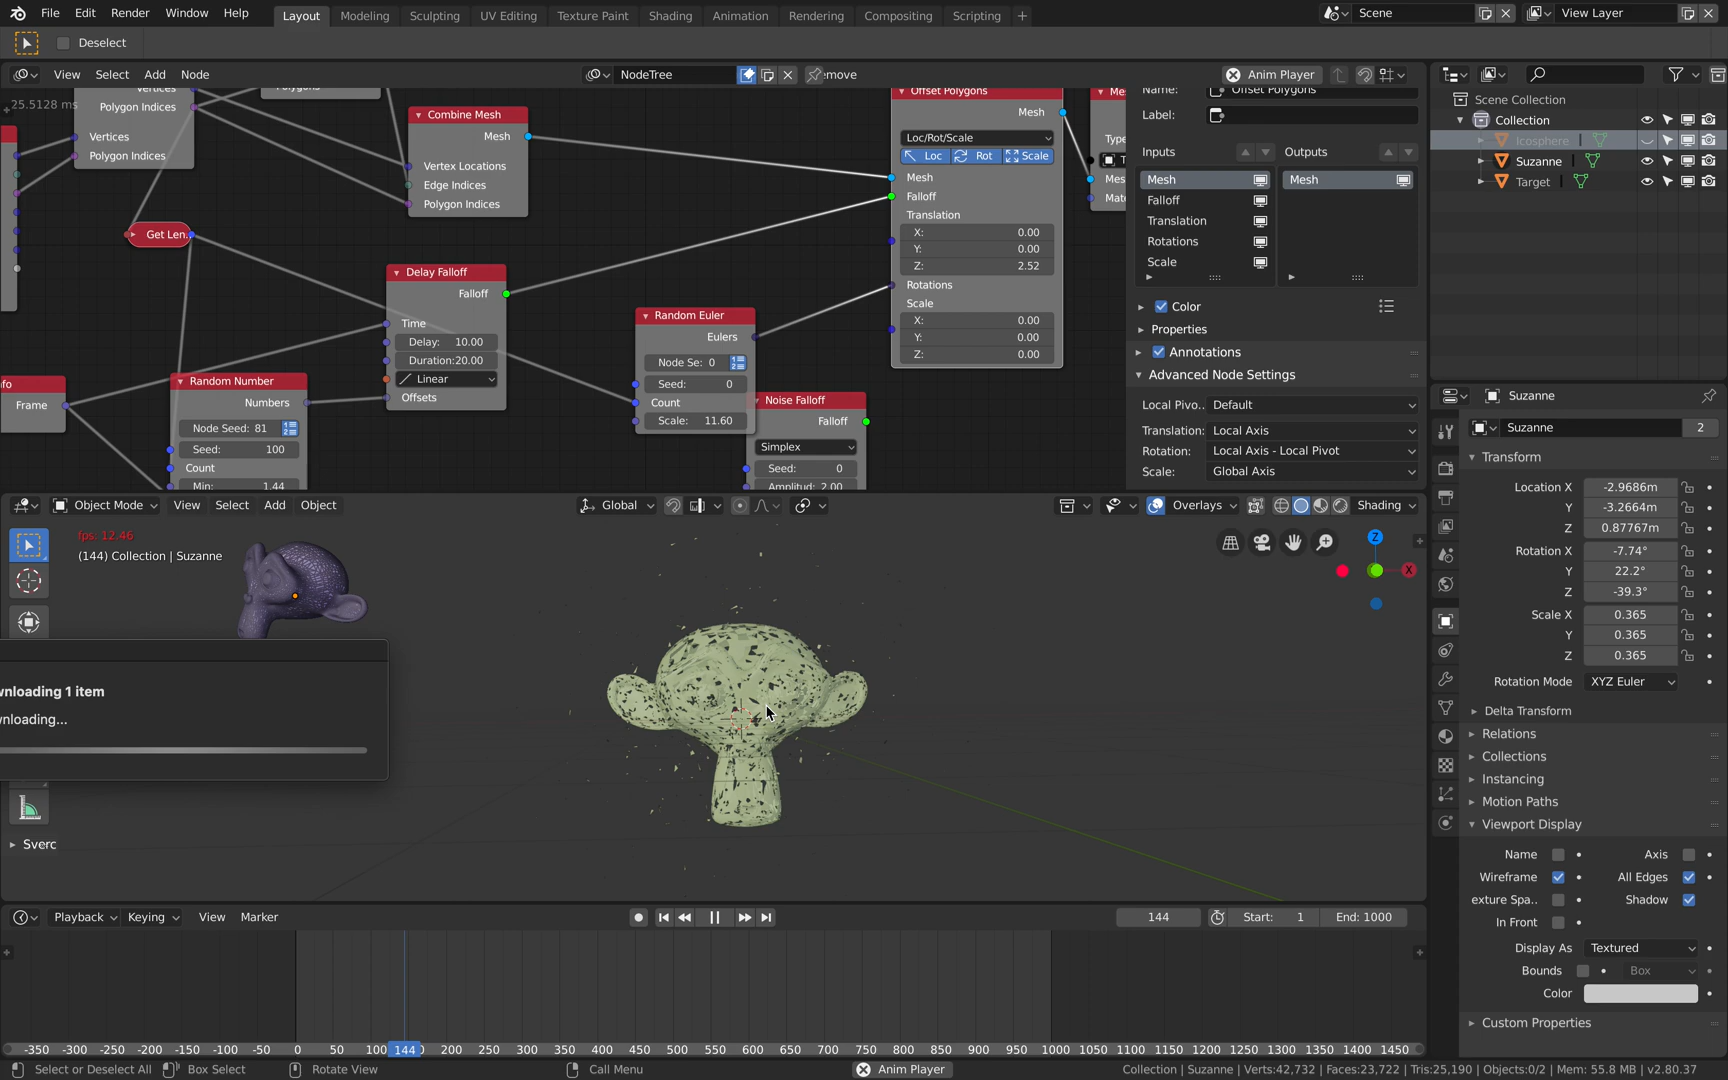 File Edit Render Window Help Layout Modeling Sculpting UV Editing Texture Paint Shading Animation Rendering Compositing Scripting + Scene View Layer
Deselect
View Select Add Node NodeTree emove Anim Player
25.5128 ms
Vertices
Polygon Indices
Vertices
Polygon Indices
Polygons
Combine Mesh
Mesh
Vertex Locations
Edge Indices
Polygon Indices
Get Len.
Delay Falloff
Falloff
Time
Delay: 10.00
Duration:20.00
Linear
Offsets
fo
Frame
Random Number
Numbers
Node Seed: 81
Seed: 100
Count
Min: 1.44
Random Euler
Eulers
Node Se: 0
Seed: 0
Count
Scale: 11.60
Noise Falloff
Falloff
Simplex
Seed: 0
Amplitud: 2.00
Offset Polygons
Mesh
Loc/Rot/Scale
Loc Rot Scale
Mesh
Falloff
Translation
X: 0.00
Y: 0.00
Z: 2.52
Rotations
Scale
X: 0.00
Y: 0.00
Z: 0.00
Me
Type
T
Mes
Mate
Name: Offset Polygons
Label:
Inputs Outputs
Mesh Mesh
Falloff
Translation
Rotations
Scale
Color
Properties
Annotations
Advanced Node Settings
Local Pivo.. Default
Translation: Local Axis
Rotation: Local Axis - Local Pivot
Scale: Global Axis
Scene Collection
Collection
Icosphere
Suzanne
Target
Suzanne
Suzanne 2
Transform
Location X -2.9686m
Y -3.2664m
Z 0.87767m
Rotation X -7.74°
Y 22.2°
Z -39.3°
Scale X 0.365
Y 0.365
Z 0.365
Rotation Mode XYZ Euler
Delta Transform
Relations
Collections
Instancing
Motion Paths
Viewport Display
Name Axis
Wireframe All Edges
exture Spa.. Shadow
In Front
Display As Textured
Bounds Box
Color
Custom Properties
Object Mode View Select Add Object Global Overlays Shading
fps: 12.46
(144) Collection | Suzanne
Z
X
wnloading 1 item
wnloading...
Sverc
Playback Keying View Marker 144 Start: 1 End: 1000
-350 -300 -250 -200 -150 -100 -50 0 50 100 144 200 250 300 350 400 450 500 550 600 650 700 750 800 850 900 950 1000 1050 1100 1150 1200 1250 1300 1350 1400 1450
Select or Deselect All Box Select Rotate View Call Menu Anim Player Collection | Suzanne | Verts:42,732 | Faces:23,722 | Tris:25,190 | Objects:0/2 | Mem: 55.8 MB | v2.80.37